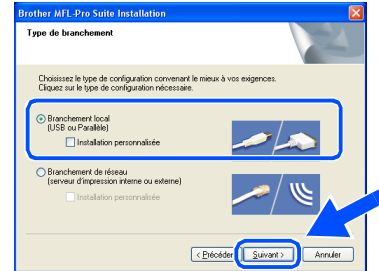 Brother MFL-Pro Suite Installation
Type de branchement
Choisissez le type de configuration convenant le mieux à vos exigences.
Cliquez sur le type de configuration nécessaire.
Branchement local
(USB ou Parallèle)
Installation personnalisée
Branchement de réseau
(serveur d'impression interne ou externe)
Installation personnalisée
< Précéder Suivant > Annuler